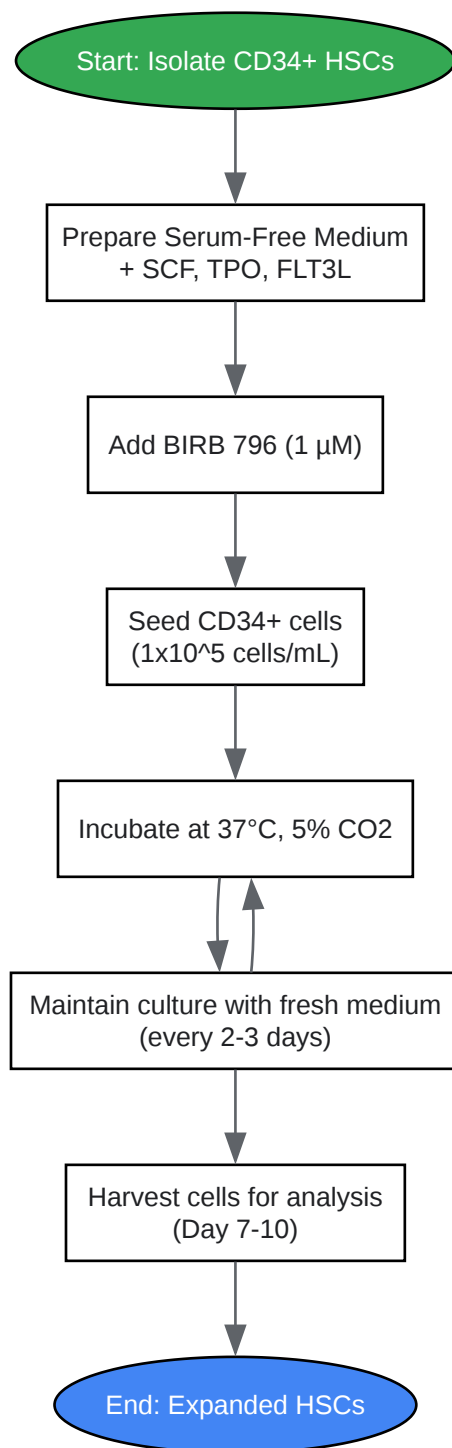 Start: Isolate CD34+ HSCs
Prepare Serum-Free Medium
+ SCF, TPO, FLT3L
Add BIRB 796 (1 µM)
Seed CD34+ cells
(1x10^5 cells/mL)
Incubate at 37°C, 5% CO2
Maintain culture with fresh medium
(every 2-3 days)
Harvest cells for analysis
(Day 7-10)
End: Expanded HSCs